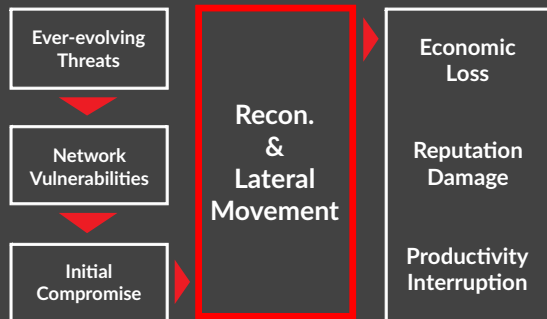 Ever-evolving
Threats
Network
Vulnerabilities
Initial
Compromise
Recon.
&
Lateral
Movement
Economic
Loss
Reputation
Damage
Productivity
Interruption